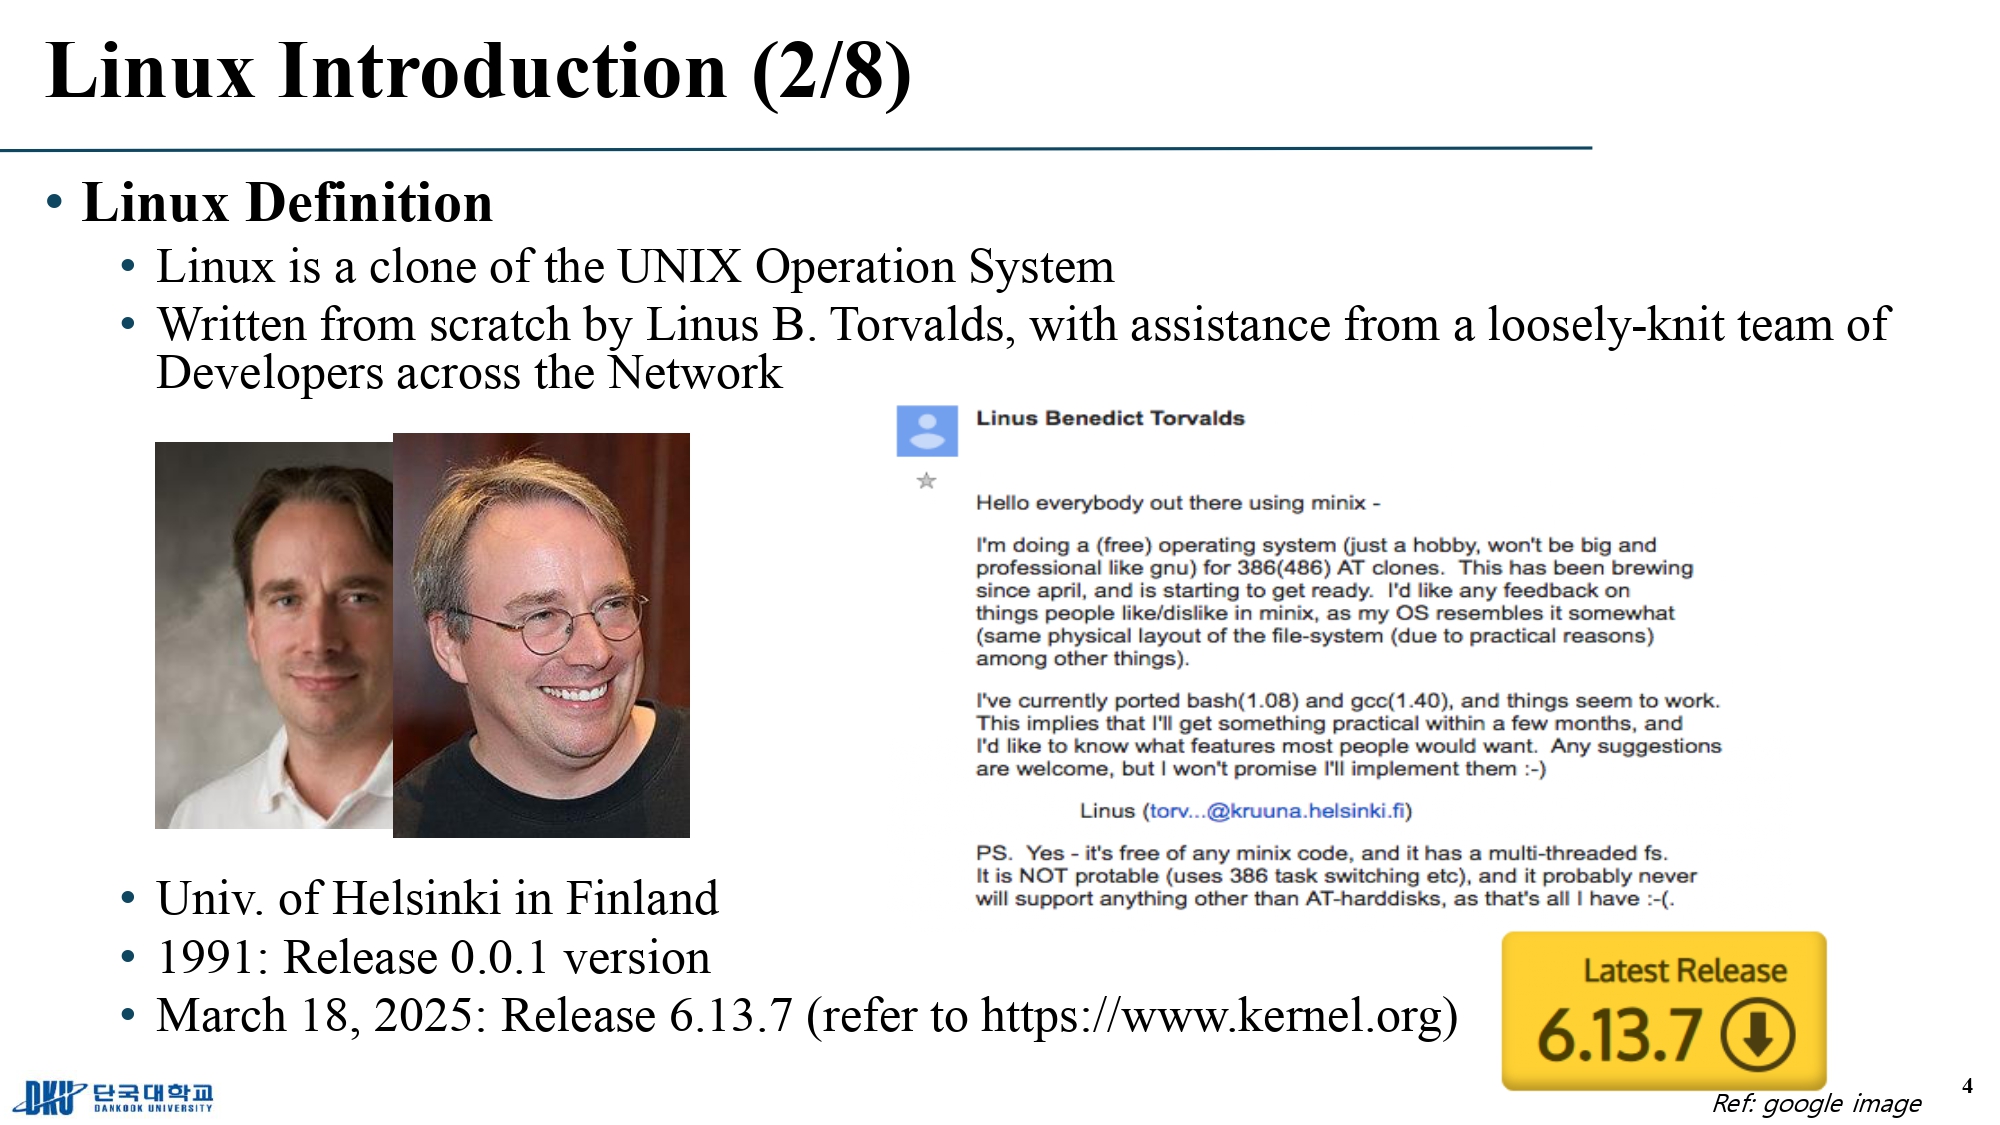 Linux Introduction (2/8)
• Linux Definition
• Linux is a clone of the UNIX Operation System
• Written from scratch by Linus B. Torvalds, with assistance from a loosely-knit team of
Developers across the Network
Linus Benedict Torvalds
Hello everybody out there using minix -
I'm doing a (free) operating system (just a hobby, won't be big and
professional like gnu) for 386(486) AT clones. This has been brewing
since april, and is starting to get ready. I'd like any feedback on
things people like/dislike in minix, as my OS resembles it somewhat
(same physical layout of the file-system (due to practical reasons)
among other things).
I've currently ported bash(1.08) and gcc(1.40), and things seem to work.
This implies that I'll get something practical within a few months, and
I'd like to know what features most people would want. Any suggestions
are welcome, but I won't promise I'll implement them :-)
Linus (torv...@kruuna.helsinki.fi)
PS. Yes - it's free of any minix code, and it has a multi-threaded fs.
It is NOT protable (uses 386 task switching etc), and it probably never
will support anything other than AT-harddisks, as that's all I have :-(.
• Univ. of Helsinki in Finland
• 1991: Release 0.0.1 version
• March 18, 2025: Release 6.13.7 (refer to https://www.kernel.org)
Latest Release
6.13.7
DKU 단국대학교
DANKOOK UNIVERSITY
Ref: google image
4